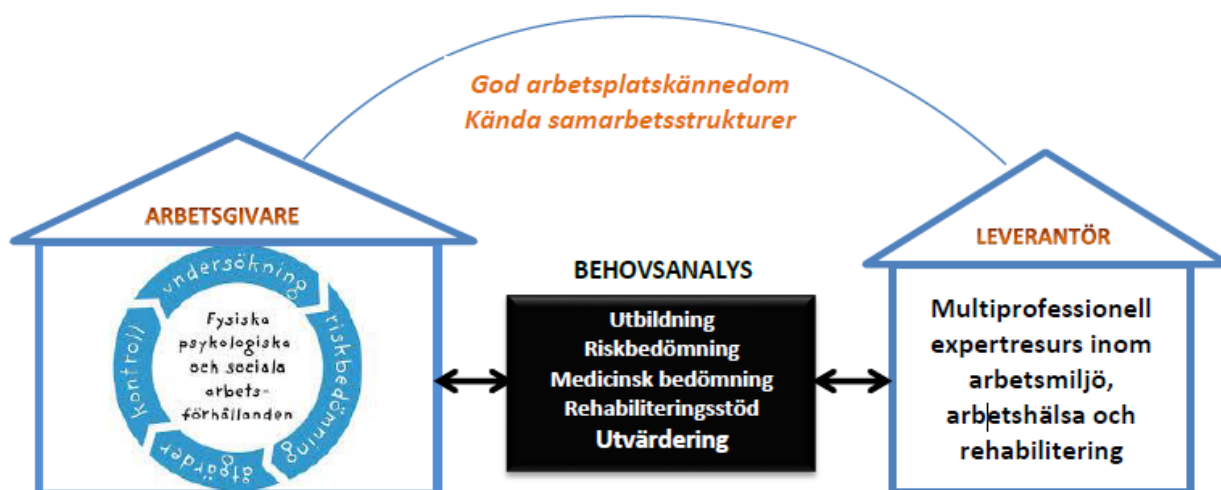 God arbetsplatskännedom
Kända samarbetsstrukturer
ARBETSGIVARE
undersökning
riskbedömning
åtgärder
kontroll
Fysiska
psykologiska
och sociala
arbets-
förhållanden
BEHOVSANALYS
Utbildning
Riskbedömning
Medicinsk bedömning
Rehabiliteringsstöd
Utvärdering
LEVERANTÖR
Multiprofessionell
expertresurs inom
arbetsmiljö,
arbetshälsa och
rehabilitering